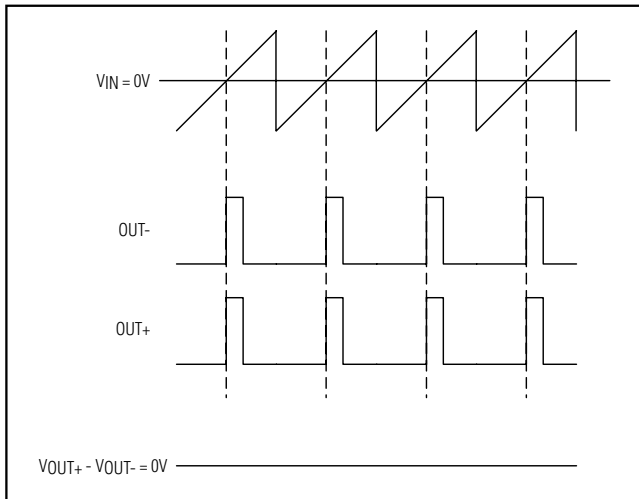 VIN = 0V
OUT-
OUT+
VOUT+ - VOUT- = 0V